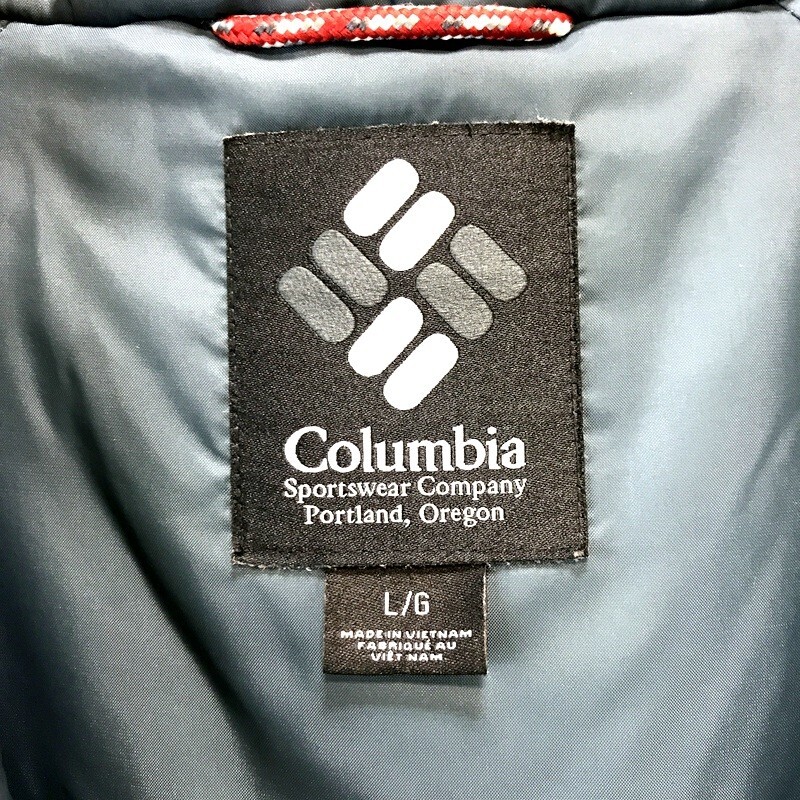 Columbia
Sportswear Company
Portland, Oregon
L/G
MADE IN VIETNAM
FABRIQUÉ AU
VIÊT NAM